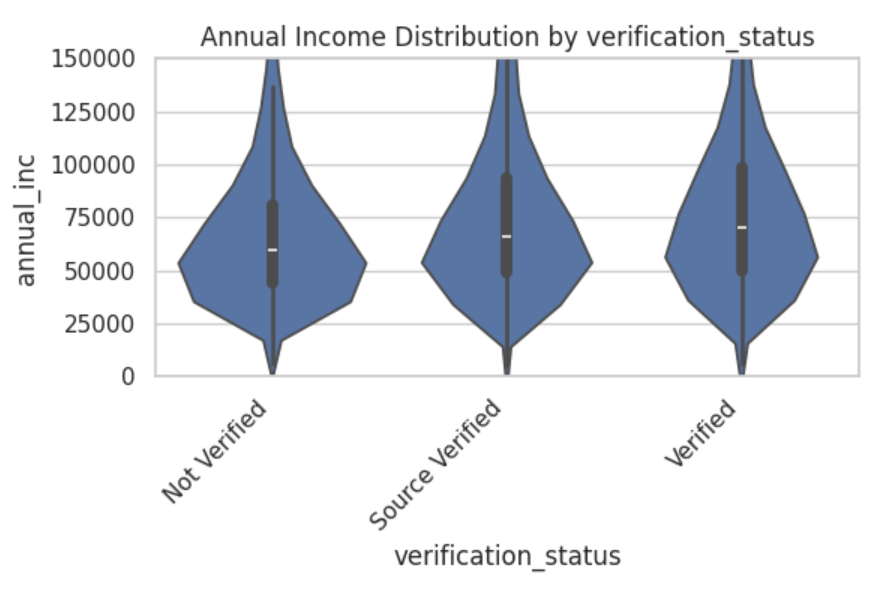 Annual Income Distribution by verification_status
150000
125000
100000
75000
50000
25000
0
annual_inc
Not Verified
Source Verified
Verified
verification_status